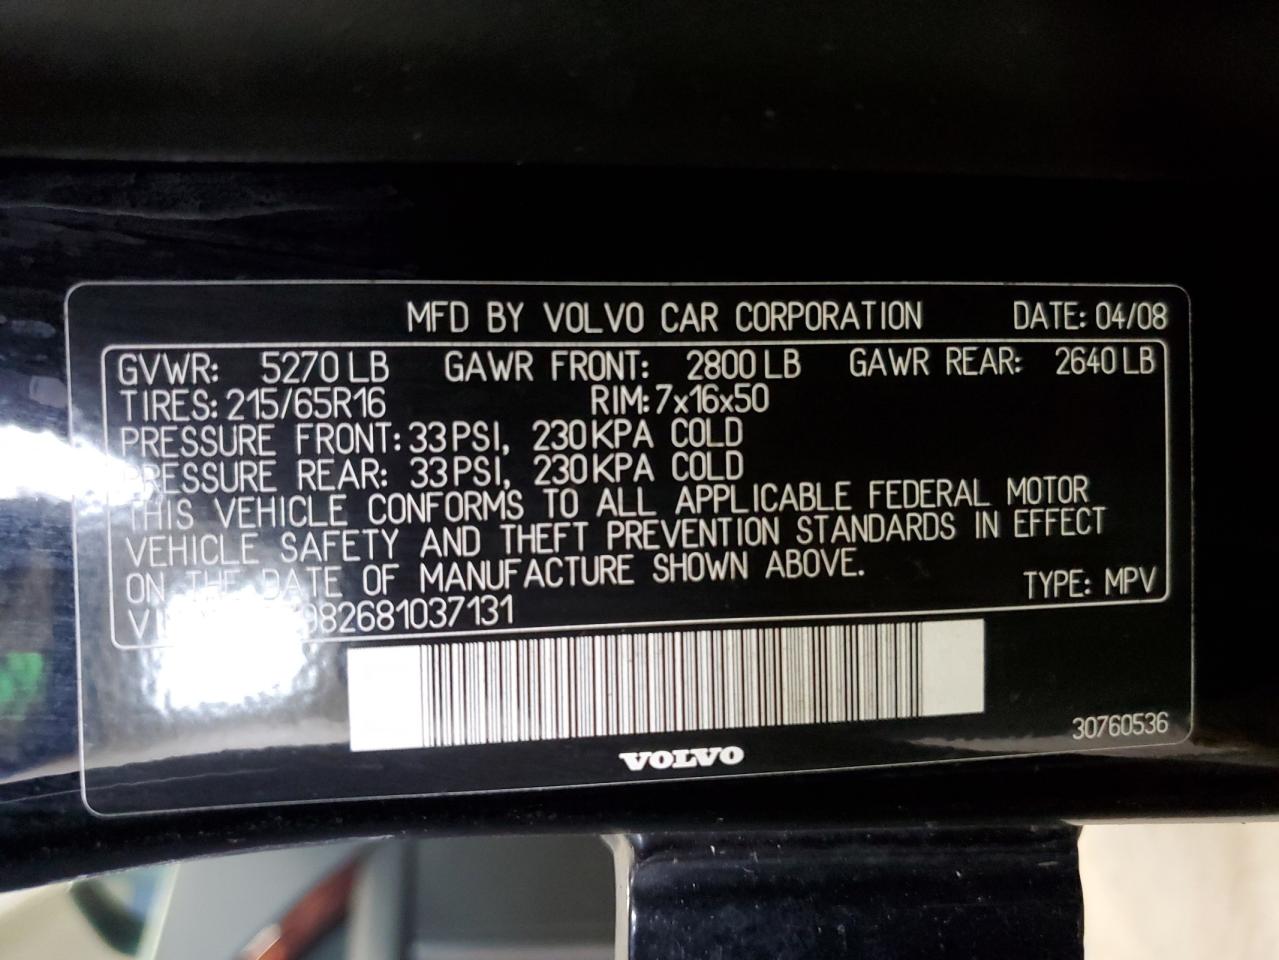 MFD BY VOLVO CAR CORPORATION DATE: 04/08
GVWR: 5270 LB GAWR FRONT: 2800 LB GAWR REAR: 2640 LB
TIRES: 215/65R16 RIM: 7x16x50
PRESSURE FRONT: 33 PSI, 230 KPA COLD
PRESSURE REAR: 33 PSI, 230 KPA COLD
THIS VEHICLE CONFORMS TO ALL APPLICABLE FEDERAL MOTOR
VEHICLE SAFETY AND THEFT PREVENTION STANDARDS IN EFFECT
ON THE DATE OF MANUFACTURE SHOWN ABOVE.
TYPE: MPV
982681037131
30760536
VOLVO